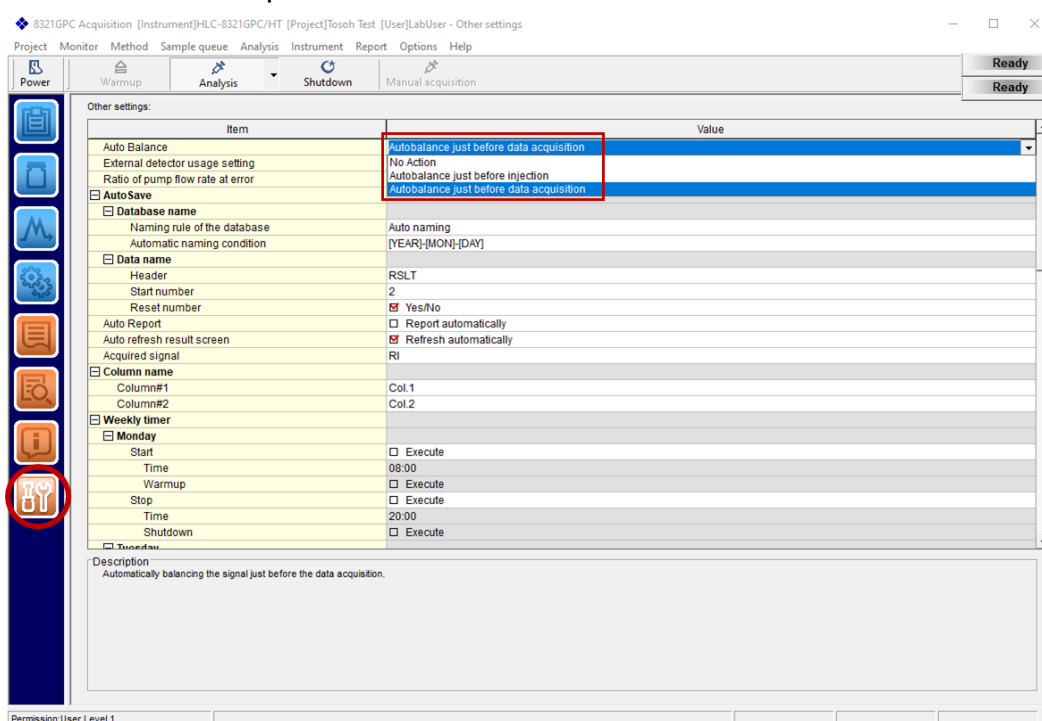 8321GPC Acquisition [Instrument]HLC-8321GPC/HT [Project]Tosoh Test [User]LabUser - Other settings
Project Monitor Method Sample queue Analysis Instrument Report Options Help
Power Warmup Analysis Shutdown Manual acquisition
Ready
Ready
Other settings:
Item Value
Auto Balance Autobalance just before data acquisition
External detector usage setting No Action
Ratio of pump flow rate at error Autobalance just before injection
AutoSave Autobalance just before data acquisition
Database name
Naming rule of the database Auto naming
Automatic naming condition [YEAR]-[MON]-[DAY]
Data name
Header RSLT
Start number 2
Reset number Yes/No
Auto Report Report automatically
Auto refresh result screen Refresh automatically
Acquired signal RI
Column name
Column#1 Col.1
Column#2 Col.2
Weekly timer
Monday
Start Execute
Time 08:00
Warmup Execute
Stop Execute
Time 20:00
Shutdown Execute
Tuesday
Description
Automatically balancing the signal just before the data acquisition.
Permission:User Level 1